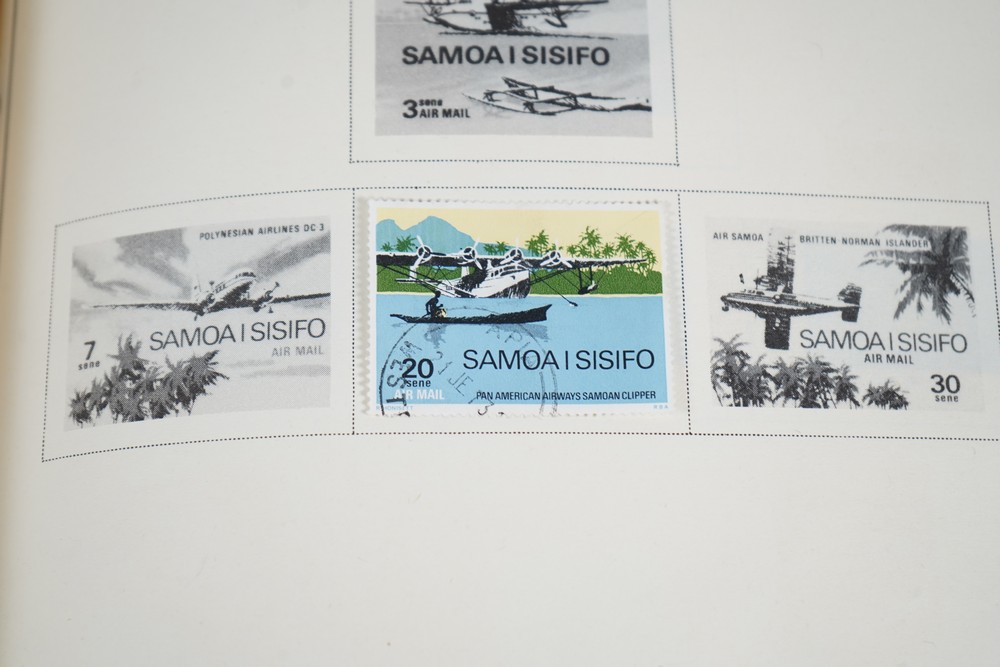 SAMOA I SISIFO
3 sene
AIR MAIL
POLYNESIAN AIRLINES DC 3
7 sene
SAMOA I SISIFO
AIR MAIL
20 sene
AIR MAIL
SAMOA I SISIFO
PAN AMERICAN AIRWAYS SAMOAN CLIPPER
AIR SAMOA BRITTEN-NORMAN ISLANDER
SAMOA I SISIFO
AIR MAIL
30 sene